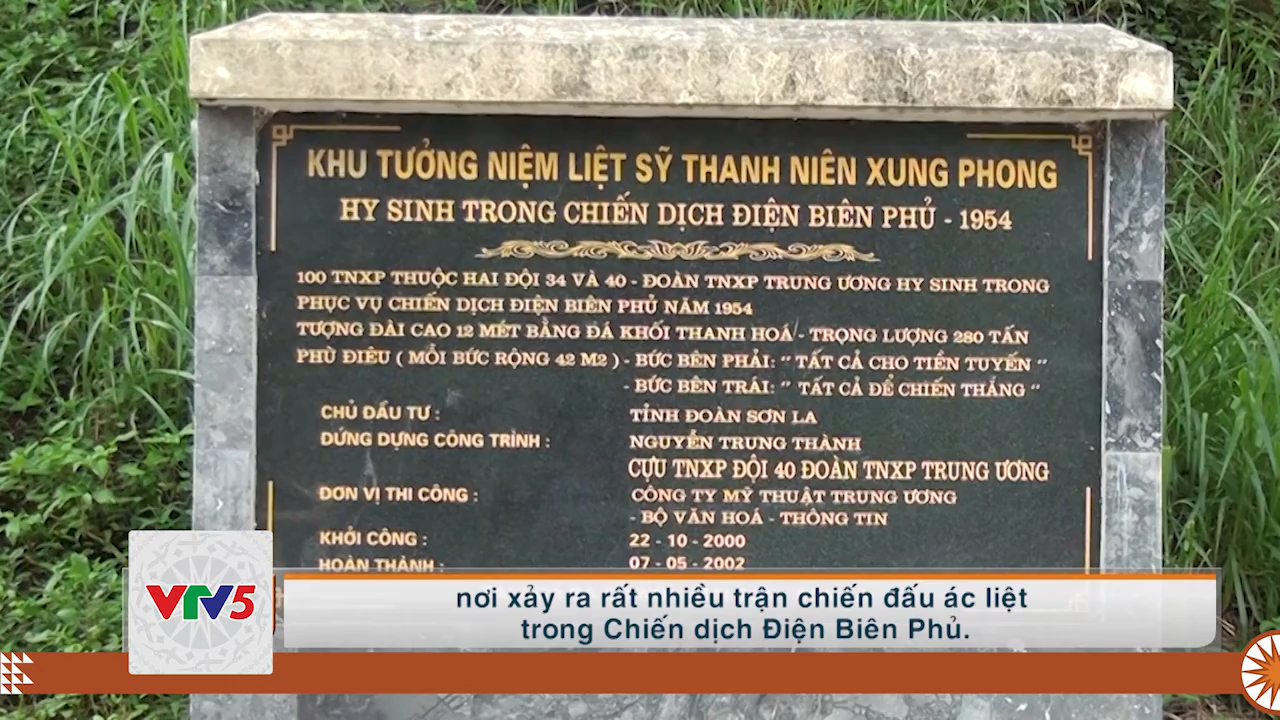 KHU TƯỞNG NIỆM LIỆT SỸ THANH NIÊN XUNG PHONG
HY SINH TRONG CHIẾN DỊCH ĐIỆN BIÊN PHỦ - 1954
100 TNXP THUỘC HAI ĐỘI 34 VÀ 40 - ĐOÀN TNXP TRUNG ƯƠNG HY SINH TRONG
PHỤC VỤ CHIẾN DỊCH ĐIỆN BIÊN PHỦ NĂM 1954
TƯỢNG ĐÀI CAO 12 MÉT BẰNG ĐÁ KHỐI THANH HOÁ - TRỌNG LƯỢNG 280 TẤN
PHÙ ĐIÊU ( MỖI BỨC RỘNG 42 M2 ) - BỨC BÊN PHẢI: " TẤT CẢ CHO TIỀN TUYẾN "
- BỨC BÊN TRÁI: " TẤT CẢ ĐỂ CHIẾN THẮNG "
CHỦ ĐẦU TƯ : TỈNH ĐOÀN SƠN LA
DỨNG DỰNG CÔNG TRÌNH : NGUYỄN TRUNG THÀNH
CỰU TNXP ĐỘI 40 ĐOÀN TNXP TRUNG ƯƠNG
ĐƠN VỊ THI CÔNG : CÔNG TY MỸ THUẬT TRUNG ƯƠNG
- BỘ VĂN HOÁ - THÔNG TIN
KHỞI CÔNG : 22 - 10 - 2000
HOÀN THÀNH : 07 - 05 - 2002
VTV5
nơi xảy ra rất nhiều trận chiến đấu ác liệt
trong Chiến dịch Điện Biên Phủ.